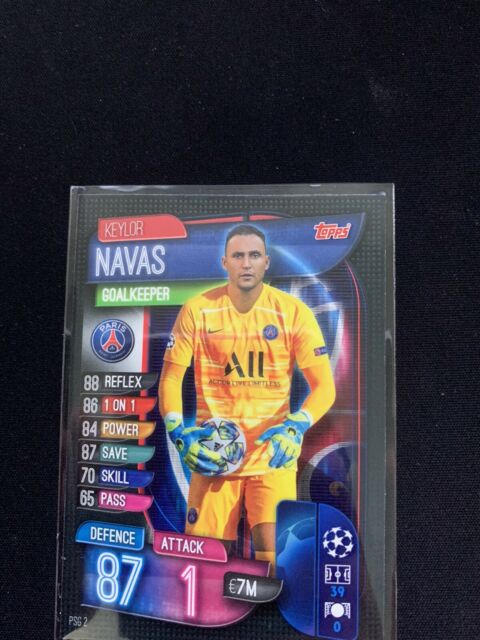 KEYLOR
topps
NAVAS
GOALKEEPER
PARIS
88 REFLEX
86 1 ON 1
84 POWER
87 SAVE
70 SKILL
65 PASS
ALL
ACCOR LIVE LIMITLESS
DEFENCE
87
ATTACK
1
€7M
39
0
PSG 2